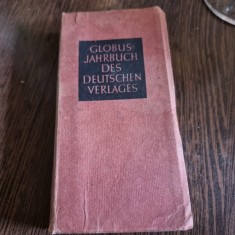 GLOBUS-
JAHRBUCH
DES
DEUTSCHEN
VERLAGES